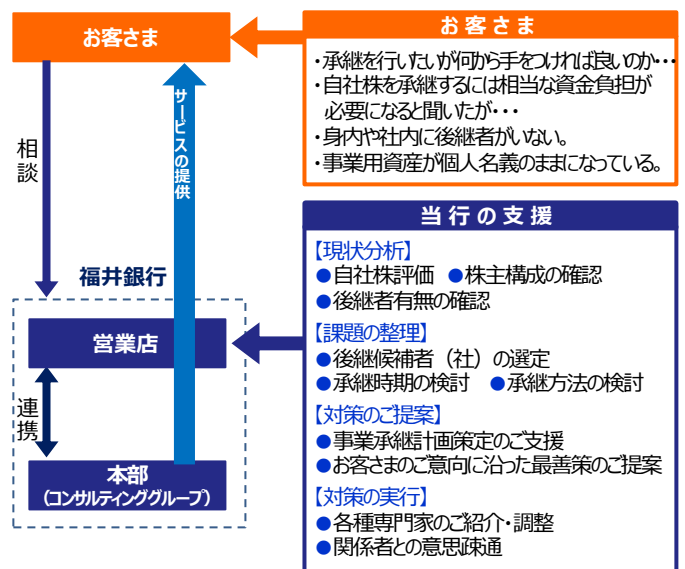 お客さま
相談
サービスの提供
福井銀行
営業店
連携
本部
（コンサルティンググループ）
お客さま
・承継を行いたいが何から手をつければ良いのか・・・
・自社株を承継するには相当な資金負担が
必要になると聞いたが・・・
・身内や社内に後継者がいない。
・事業用資産が個人名義のままになっている。
当行の支援
【現状分析】
●自社株評価 ●株主構成の確認
●後継者有無の確認
【課題の整理】
●後継候補者（社）の選定
●承継時期の検討 ●承継方法の検討
【対策のご提案】
●事業承継計画策定のご支援
●お客さまのご意向に沿った最善策のご提案
【対策の実行】
●各種専門家のご紹介・調整
●関係者との意思疎通